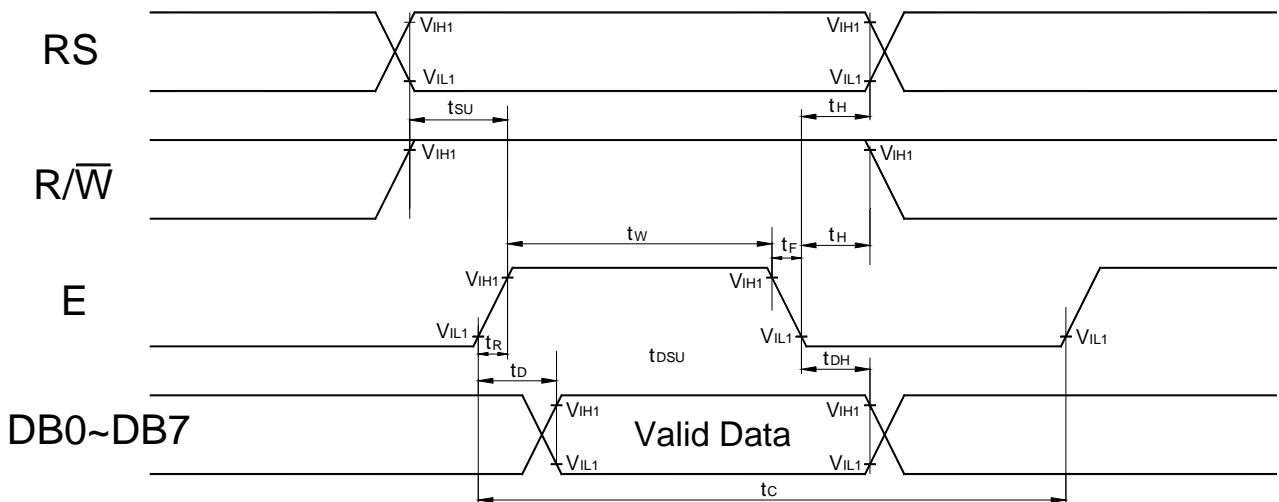 RS
VIH1
VIH1
VIL1
VIL1
tSU
tH
R/W̅
VIH1
VIH1
tW
tF
tH
E
VIH1
VIH1
VIL1
VIL1
VIL1
tR
tDSU
tDH
tD
DB0~DB7
VIH1
VIH1
Valid Data
VIL1
VIL1
tC